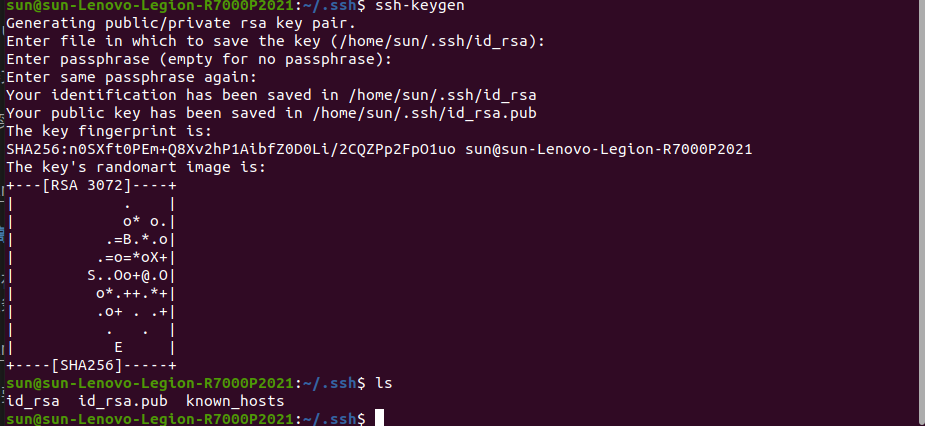 sun@sun-Lenovo-Legion-R7000P2021:~/.ssh$ ssh-keygen
Generating public/private rsa key pair.
Enter file in which to save the key (/home/sun/.ssh/id_rsa):
Enter passphrase (empty for no passphrase):
Enter same passphrase again:
Your identification has been saved in /home/sun/.ssh/id_rsa
Your public key has been saved in /home/sun/.ssh/id_rsa.pub
The key fingerprint is:
SHA256:n0SXft0PEm+Q8Xv2hP1AibfZ0D0Li/2CQZPp2FpO1uo sun@sun-Lenovo-Legion-R7000P2021
The key's randomart image is:
+---[RSA 3072]----+
|            .    |
|            o* o.|
|          .=B.*.o|
|         .=o=*oX+|
|        S..Oo+@.O|
|         o*.++.*+|
|         .o+ . .+|
|          .   .  |
|           E     |
+----[SHA256]-----+
sun@sun-Lenovo-Legion-R7000P2021:~/.ssh$ ls
id_rsa  id_rsa.pub  known_hosts
sun@sun-Lenovo-Legion-R7000P2021:~/.ssh$